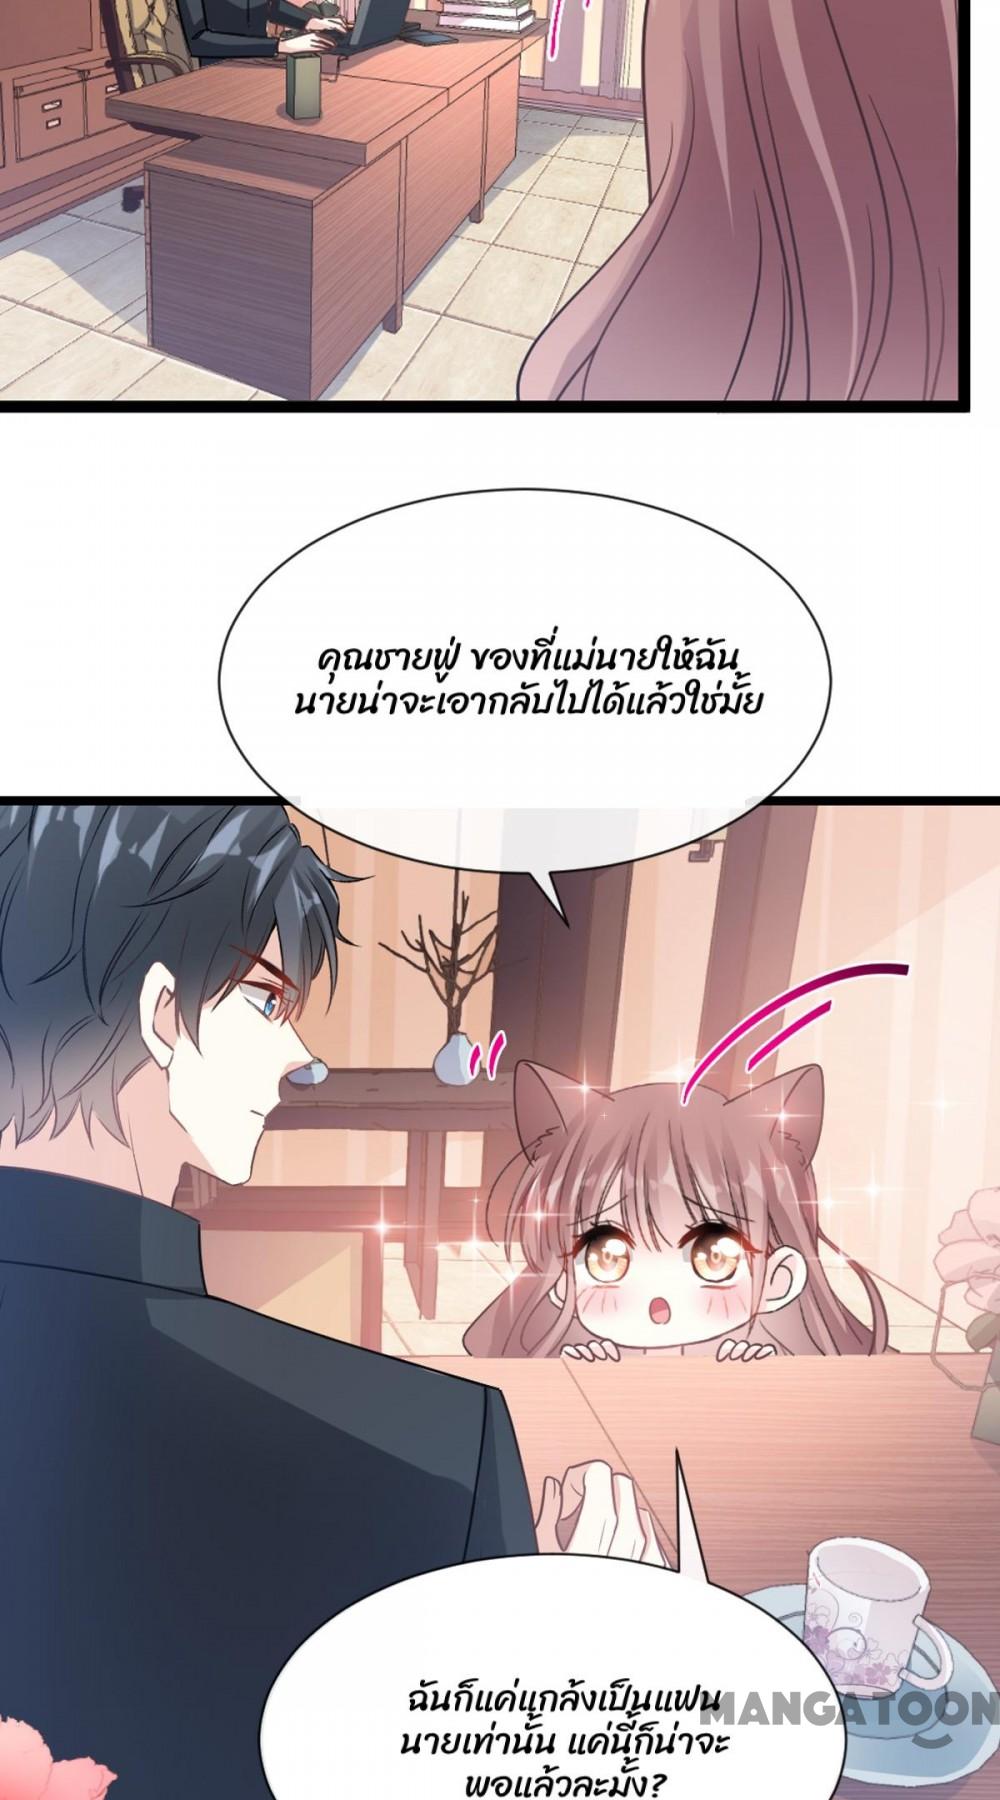 คุณชายฟู่ ของที่แม่นายให้ฉัน
นายน่าจะเอากลับไปได้แล้วใช่มั้ย
ฉันก็แค่แกล้งเป็นแฟน
นายเท่านั้น แค่นี้ก็น่าจะ
พอแล้วละมั้ง?
MANGATOON